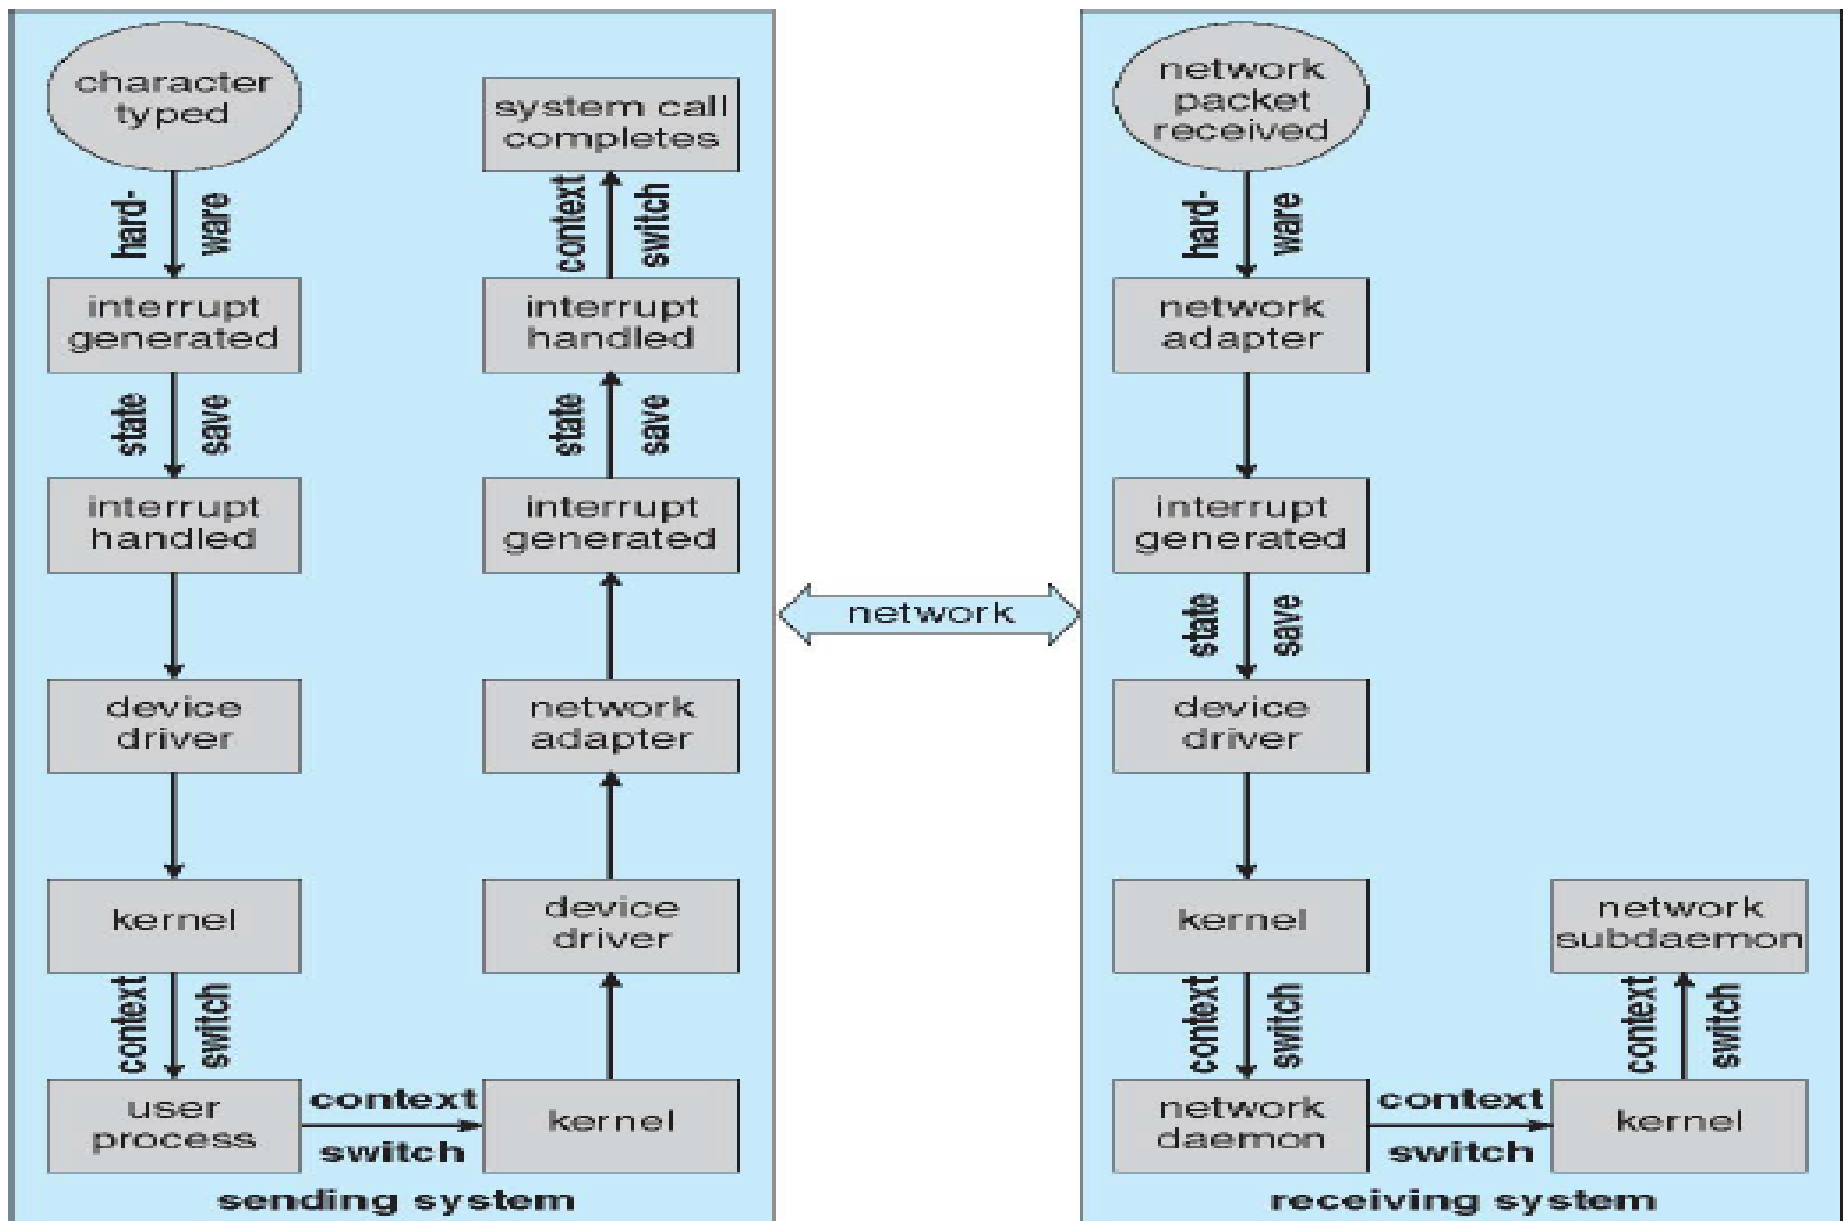 character
typed
hard-
ware
interrupt
generated
state
save
interrupt
handled
device
driver
kernel
context
switch
user
process
context
switch
kernel
device
driver
network
adapter
interrupt
generated
state
save
interrupt
handled
context
switch
system call
completes
sending system
network
network
packet
received
hard-
ware
network
adapter
interrupt
generated
state
save
device
driver
kernel
context
switch
network
daemon
context
switch
kernel
context
switch
network
subdaemon
receiving system